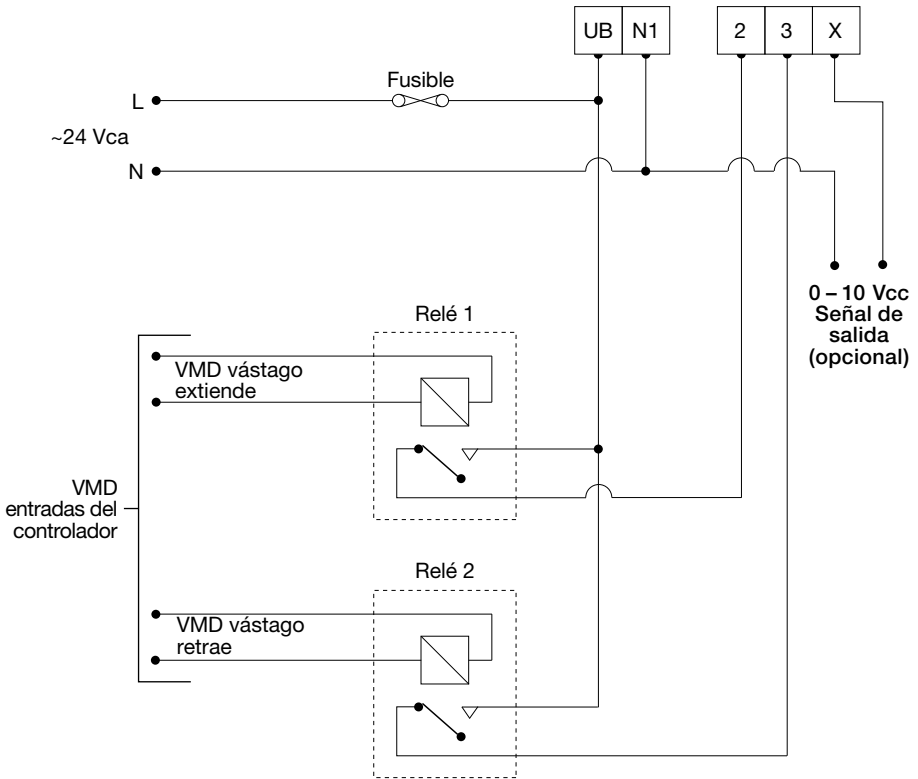 UB N1 2 3 X
Fusible
L
~24 Vca
N
0 – 10 Vcc
Señal de
salida
(opcional)
Relé 1
VMD vástago
extiende
VMD
entradas del
controlador
Relé 2
VMD vástago
retrae